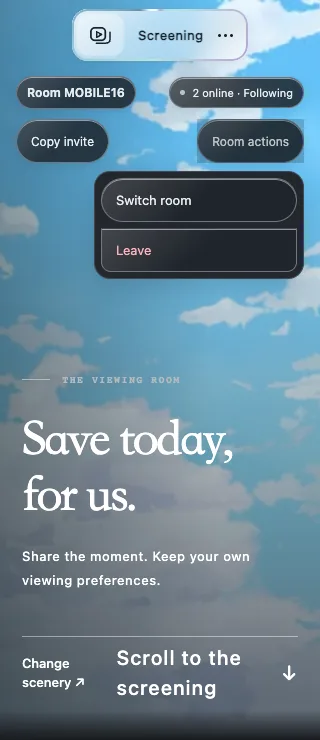 Screening
Room MOBILE16
2 online · Following
Copy invite
Room actions
Switch room
Leave
THE VIEWING ROOM
Save today,
for us.
Share the moment. Keep your own
viewing preferences.
Change
scenery ↗
Scroll to the
screening ↓